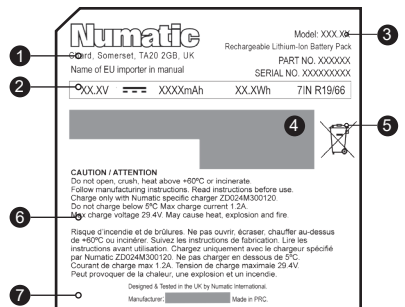 Numatic
Model: XXX.XX
3
1
Chard, Somerset, TA20 2GB, UK
Rechargeable Lithium-Ion Battery Pack
PART NO. XXXXXX
Name of EU importer in manual
SERIAL NO. XXXXXXXXX
2
XX.XV XXXXmAh XX.XWh 7IN R19/66
4
5
CAUTION / ATTENTION
Do not open, crush, heat above +60ºC or incinerate.
Follow manufacturing instructions. Read instructions before use.
Charge only with Numatic specific charger ZD024M300120.
Do not charge below 5ºC Max charge current 1.2A.
6
Max charge voltage 29.4V. May cause heat, explosion and fire.
Risque d'incendie et de brûlures. Ne pas ouvrir, écraser, chauffer au-dessus
de +60ºC ou incinérer. Suivez les instructions de fabrication. Lire les
instructions avant utilisation. Chargez uniquement avec le chargeur spécifié
par Numatic ZD024M300120. Ne pas charger en dessous de 5ºC.
Courant de charge max 1.2A. Tension de charge maximale 29.4V.
Peut provoquer de la chaleur, une explosion et un incendie.
7
Designed & Tested in the UK by Numatic International.
Manufacturer: Made in PRC.